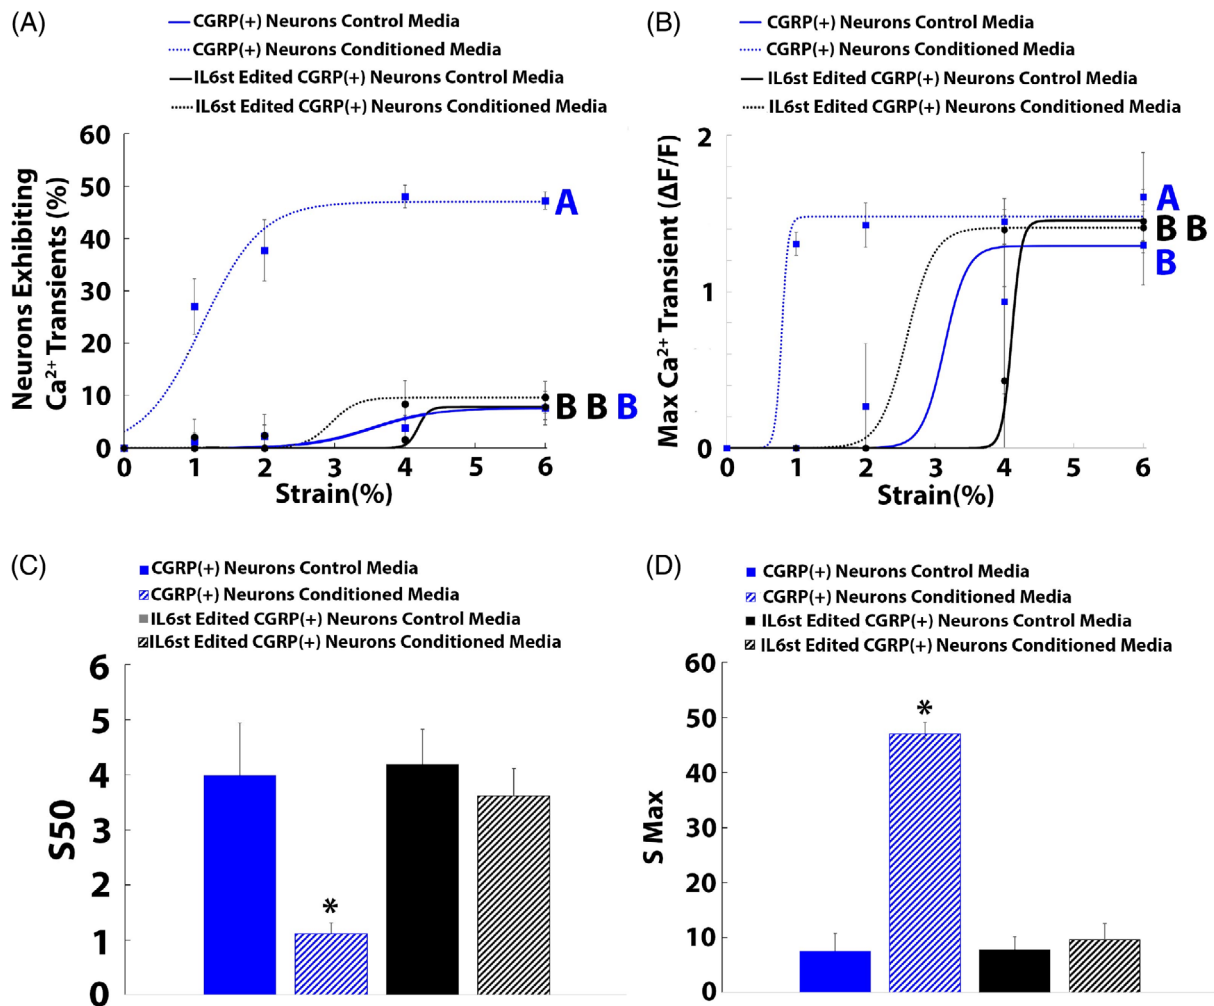 (A)
CGRP(+) Neurons Control Media
CGRP(+) Neurons Conditioned Media
IL6st Edited CGRP(+) Neurons Control Media
IL6st Edited CGRP(+) Neurons Conditioned Media
Neurons Exhibiting
Ca²⁺ Transients (%)
60
50
40
30
20
10
0
A
B B B
0 1 2 3 4 5 6
Strain(%)
(B)
CGRP(+) Neurons Control Media
CGRP(+) Neurons Conditioned Media
IL6st Edited CGRP(+) Neurons Control Media
IL6st Edited CGRP(+) Neurons Conditioned Media
Max Ca²⁺ Transient (ΔF/F)
2
1
0
A
B B
B
0 1 2 3 4 5 6
Strain(%)
(C)
CGRP(+) Neurons Control Media
CGRP(+) Neurons Conditioned Media
IL6st Edited CGRP(+) Neurons Control Media
IL6st Edited CGRP(+) Neurons Conditioned Media
S50
6
5
4
3
2
1
0
*
(D)
CGRP(+) Neurons Control Media
CGRP(+) Neurons Conditioned Media
IL6st Edited CGRP(+) Neurons Control Media
IL6st Edited CGRP(+) Neurons Conditioned Media
S Max
60
50
40
30
20
10
0
*